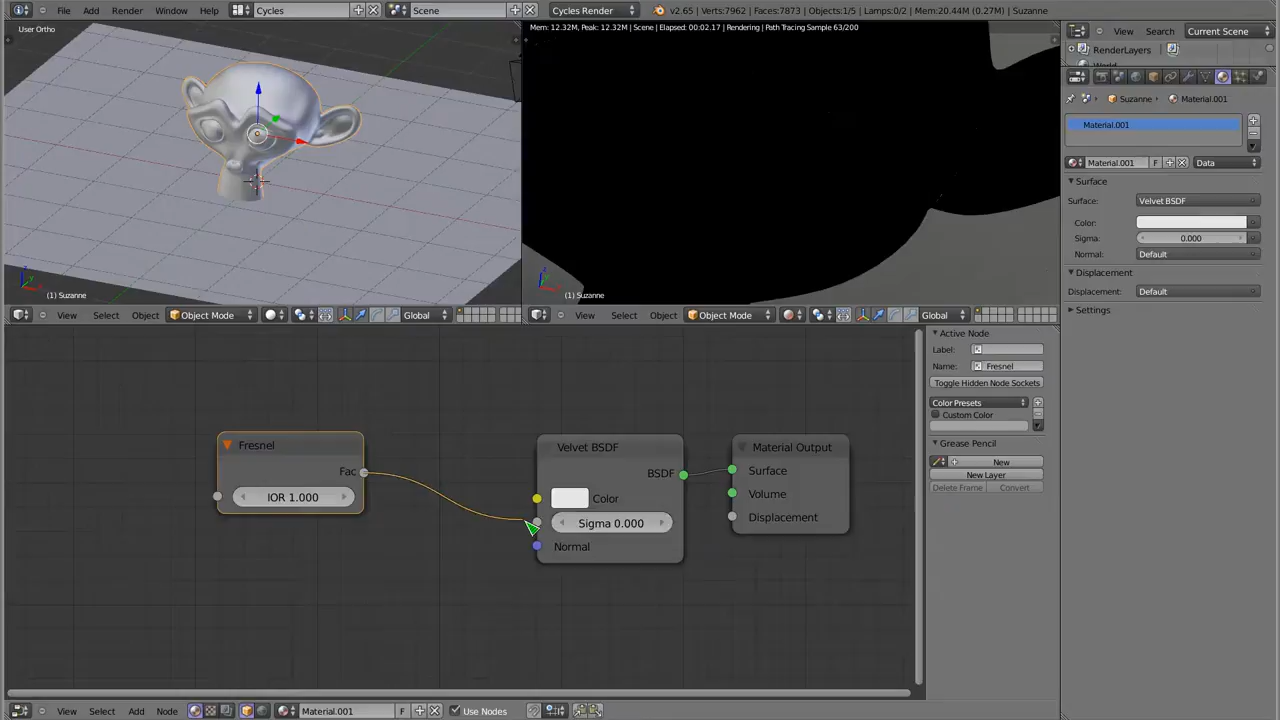 File Add Render Window Help Cycles Scene Cycles Render v2.65 | Verts:7962 | Faces:7873 | Objects:1/5 | Lamps:0/2 | Mem:20.44M (0.27M) | Suzanne
User Ortho
Mem: 12.32M, Peak: 12.32M | Scene | Elapsed: 00:02.17 | Rendering | Path Tracing Sample 63/200
View Search Current Scene
RenderLayers
Suzanne Material.001
Material.001
Material.001 F Data
Surface
Surface: Velvet BSDF
Color:
Sigma: 0.000
Normal: Default
Displacement
Displacement: Default
Settings
(1) Suzanne
(1) Suzanne
View Select Object Object Mode Global
View Select Object Object Mode Global
Fresnel
Fac
IOR 1.000
Velvet BSDF
BSDF
Color
Sigma 0.000
Normal
Material Output
Surface
Volume
Displacement
Active Node
Label:
Name: Fresnel
Toggle Hidden Node Sockets
Color Presets
Custom Color
Grease Pencil
New
New Layer
Delete Frame Convert
View Select Add Node Material.001 F Use Nodes